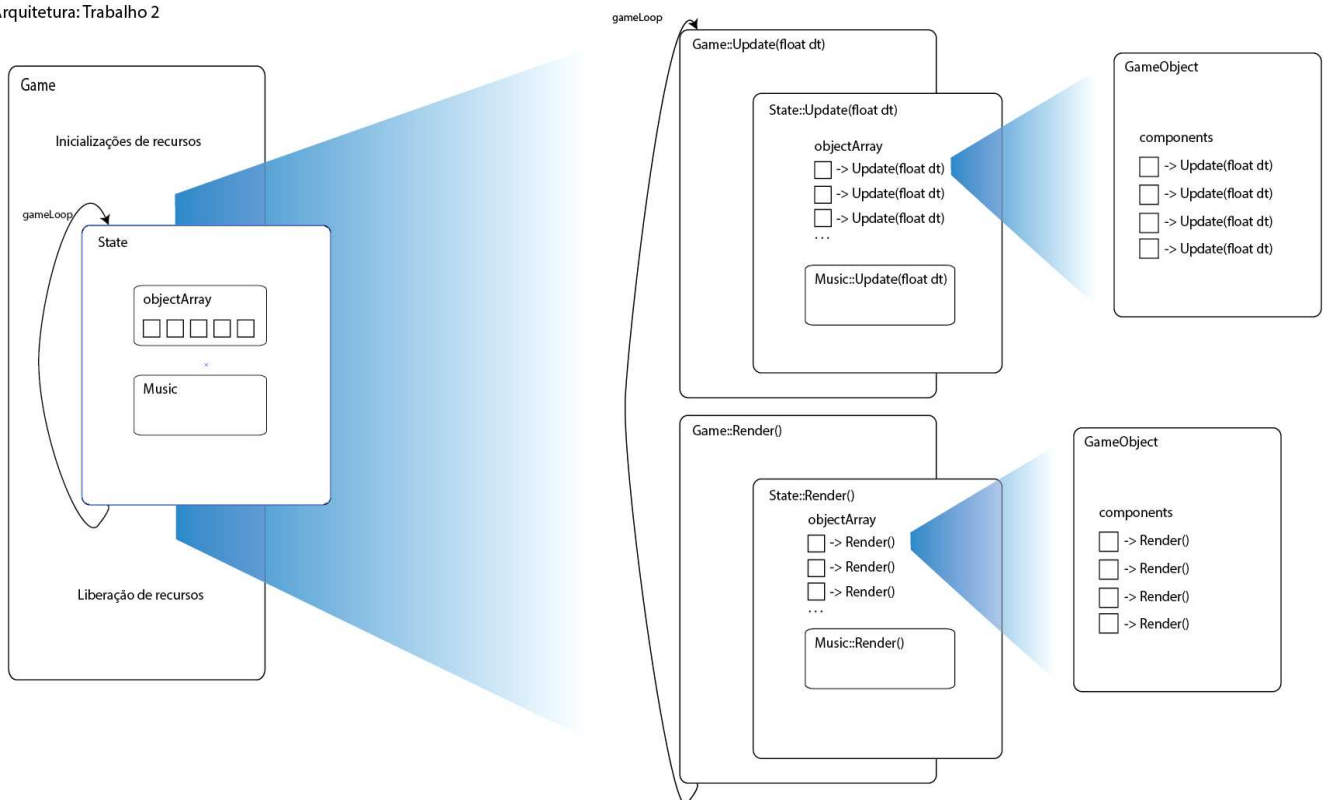 rquitetura: Trabalho 2
Game
Inicializações de recursos
gameLoop
State
objectArray
Music
Liberação de recursos
gameLoop
Game::Update(float dt)
State::Update(float dt)
objectArray
-> Update(float dt)
-> Update(float dt)
-> Update(float dt)
...
Music::Update(float dt)
GameObject
components
-> Update(float dt)
-> Update(float dt)
-> Update(float dt)
-> Update(float dt)
Game::Render()
State::Render()
objectArray
-> Render()
-> Render()
-> Render()
...
Music::Render()
GameObject
components
-> Render()
-> Render()
-> Render()
-> Render()